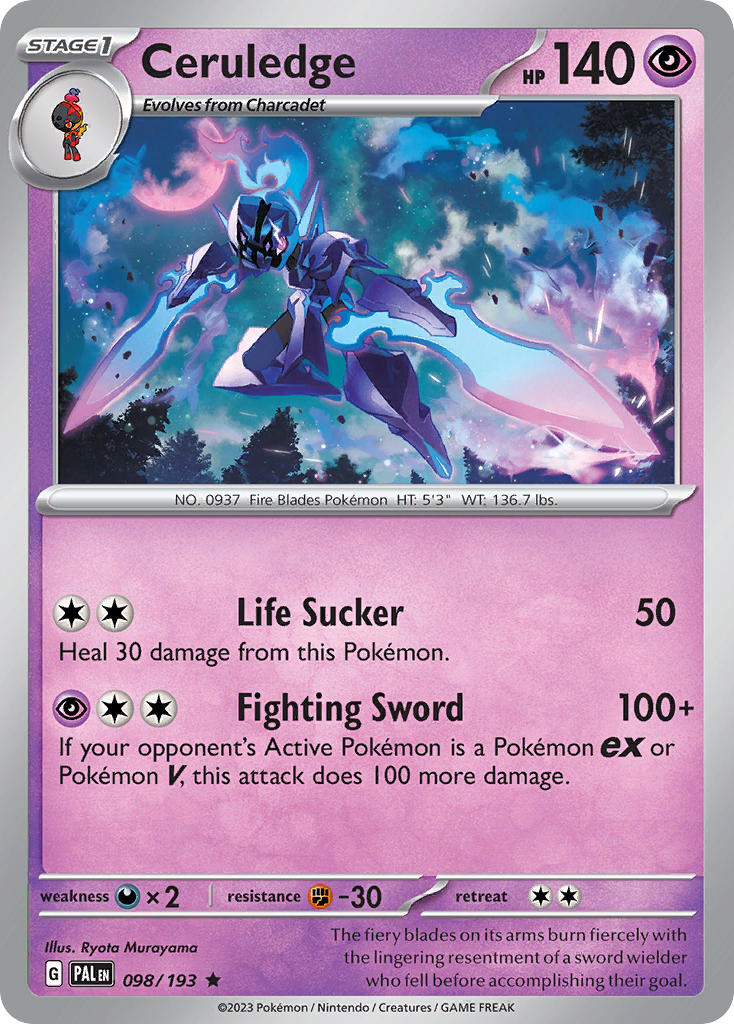 STAGE1
Ceruledge
HP 140
Evolves from Charcadet
NO. 0937 Fire Blades Pokémon HT: 5'3" WT: 136.7 lbs.
Life Sucker 50
Heal 30 damage from this Pokémon.
Fighting Sword 100+
If your opponent's Active Pokémon is a Pokémon ex or
Pokémon V, this attack does 100 more damage.
weakness ×2 resistance -30 retreat
Illus. Ryota Murayama
G PAL EN 098/193 ★
The fiery blades on its arms burn fiercely with
the lingering resentment of a sword wielder
who fell before accomplishing their goal.
©2023 Pokémon / Nintendo / Creatures / GAME FREAK